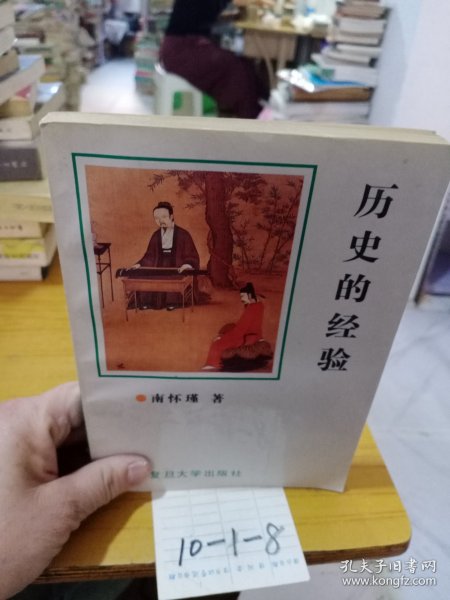 历史的经验
南怀瑾 著
复旦大学出版社
10-1-8
孔夫子旧书网
www.kongfz.com